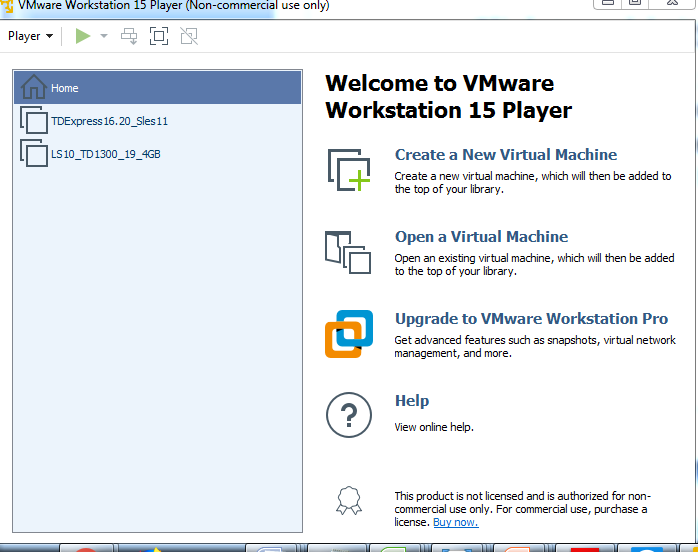 VMware Workstation 15 Player (Non-commercial use only)
Player
Home
TDExpress16.20_Sles11
LS10_TD1300_19_4GB
Welcome to VMware
Workstation 15 Player
Create a New Virtual Machine
Create a new virtual machine, which will then be added
to the top of your library.
Open a Virtual Machine
Open an existing virtual machine, which will then be added
to the top of your library.
Upgrade to VMware Workstation Pro
Get advanced features such as snapshots, virtual network
management, and more.
Help
View online help.
This product is not licensed and is authorized for non-
commercial use only. For commercial use, purchase a
license. Buy now.